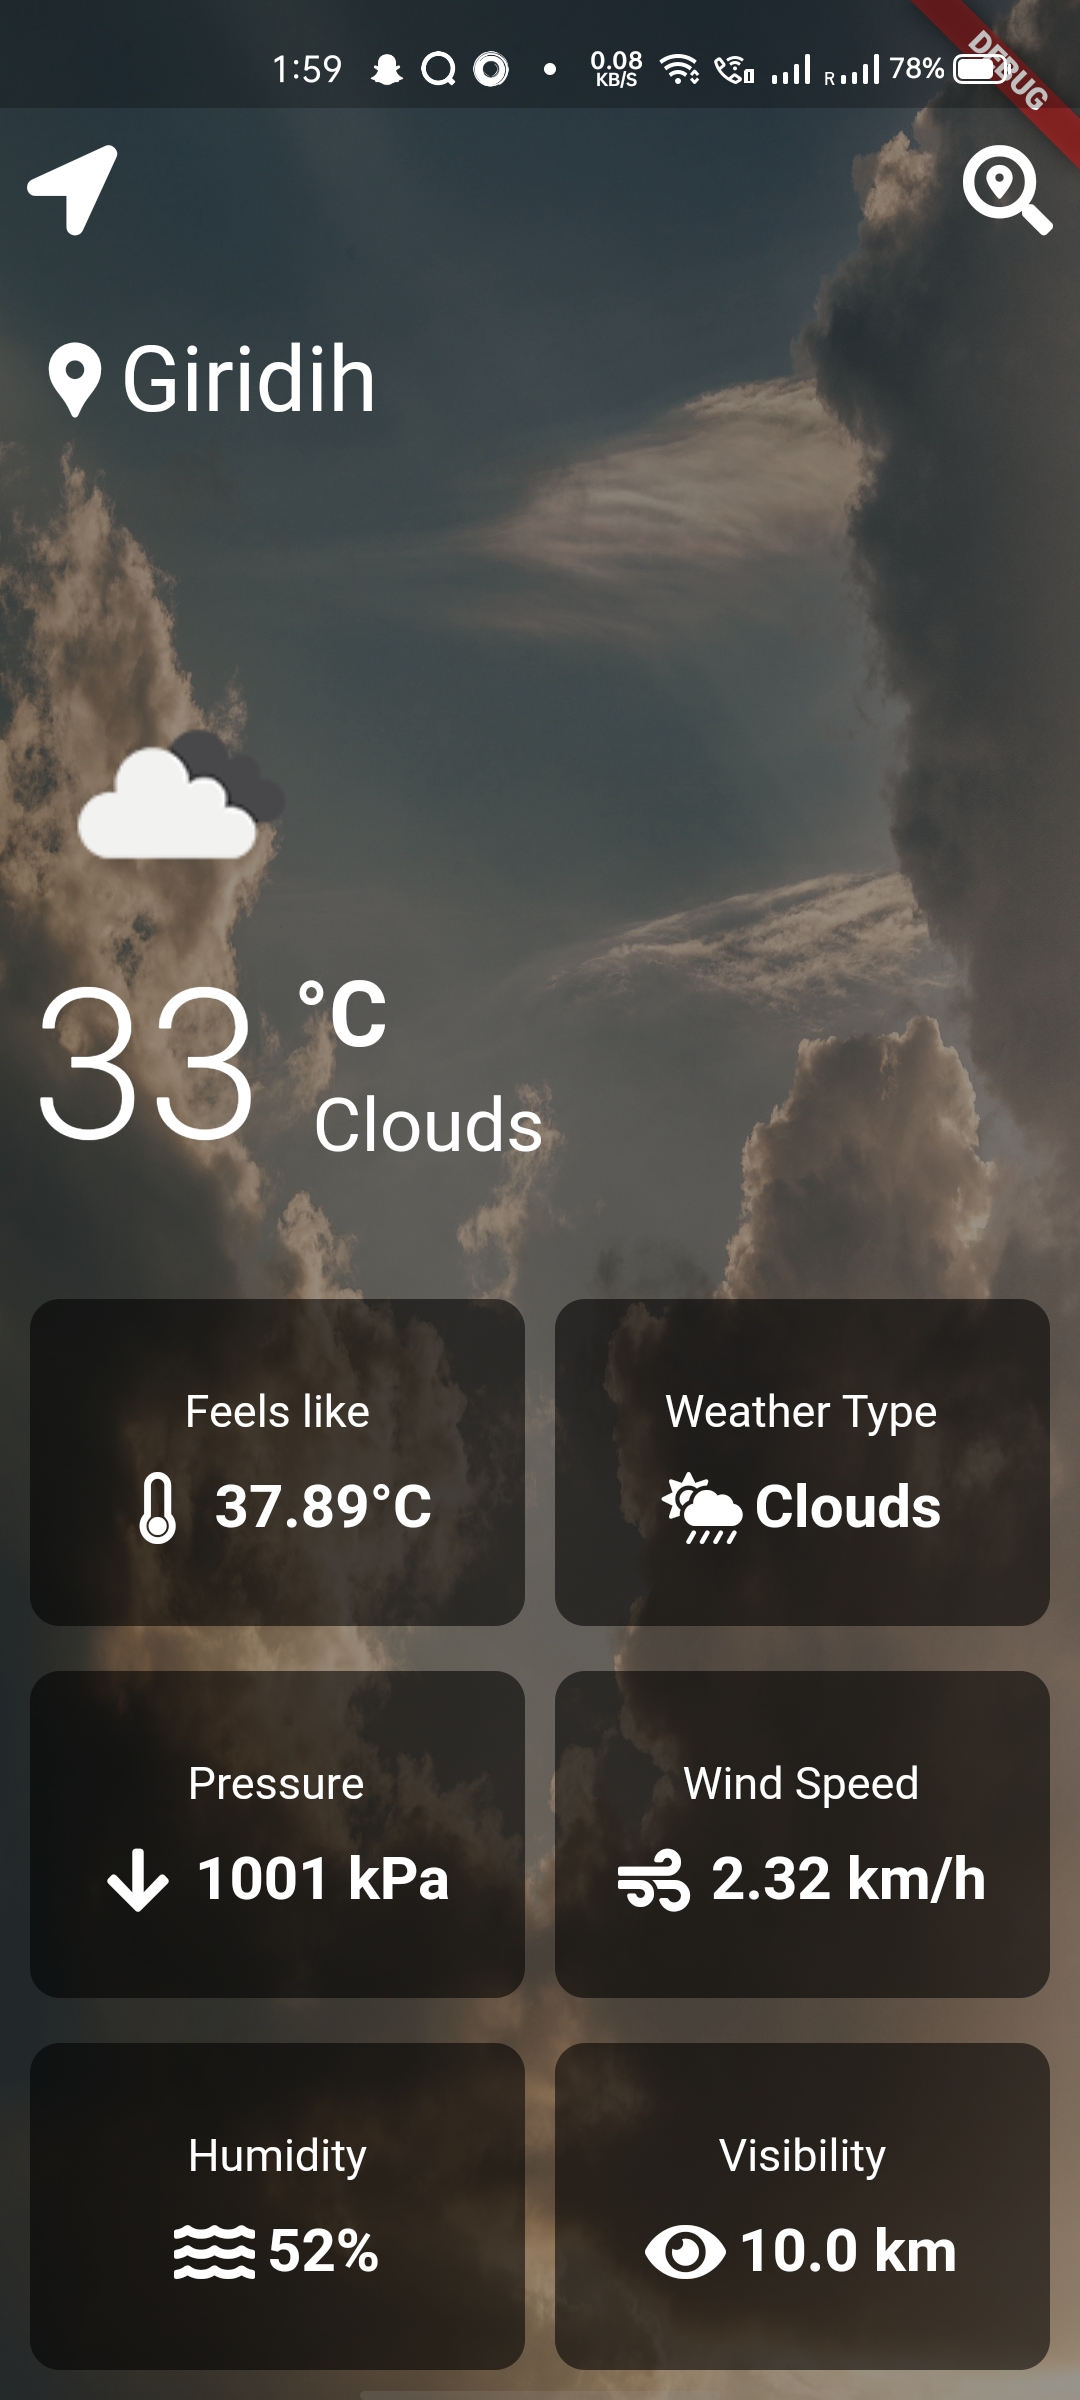 1:59 0.08 KB/S R 78% DEBUG
Giridih
33 °C
Clouds
Feels like
37.89°C
Weather Type
Clouds
Pressure
1001 kPa
Wind Speed
2.32 km/h
Humidity
52%
Visibility
10.0 km